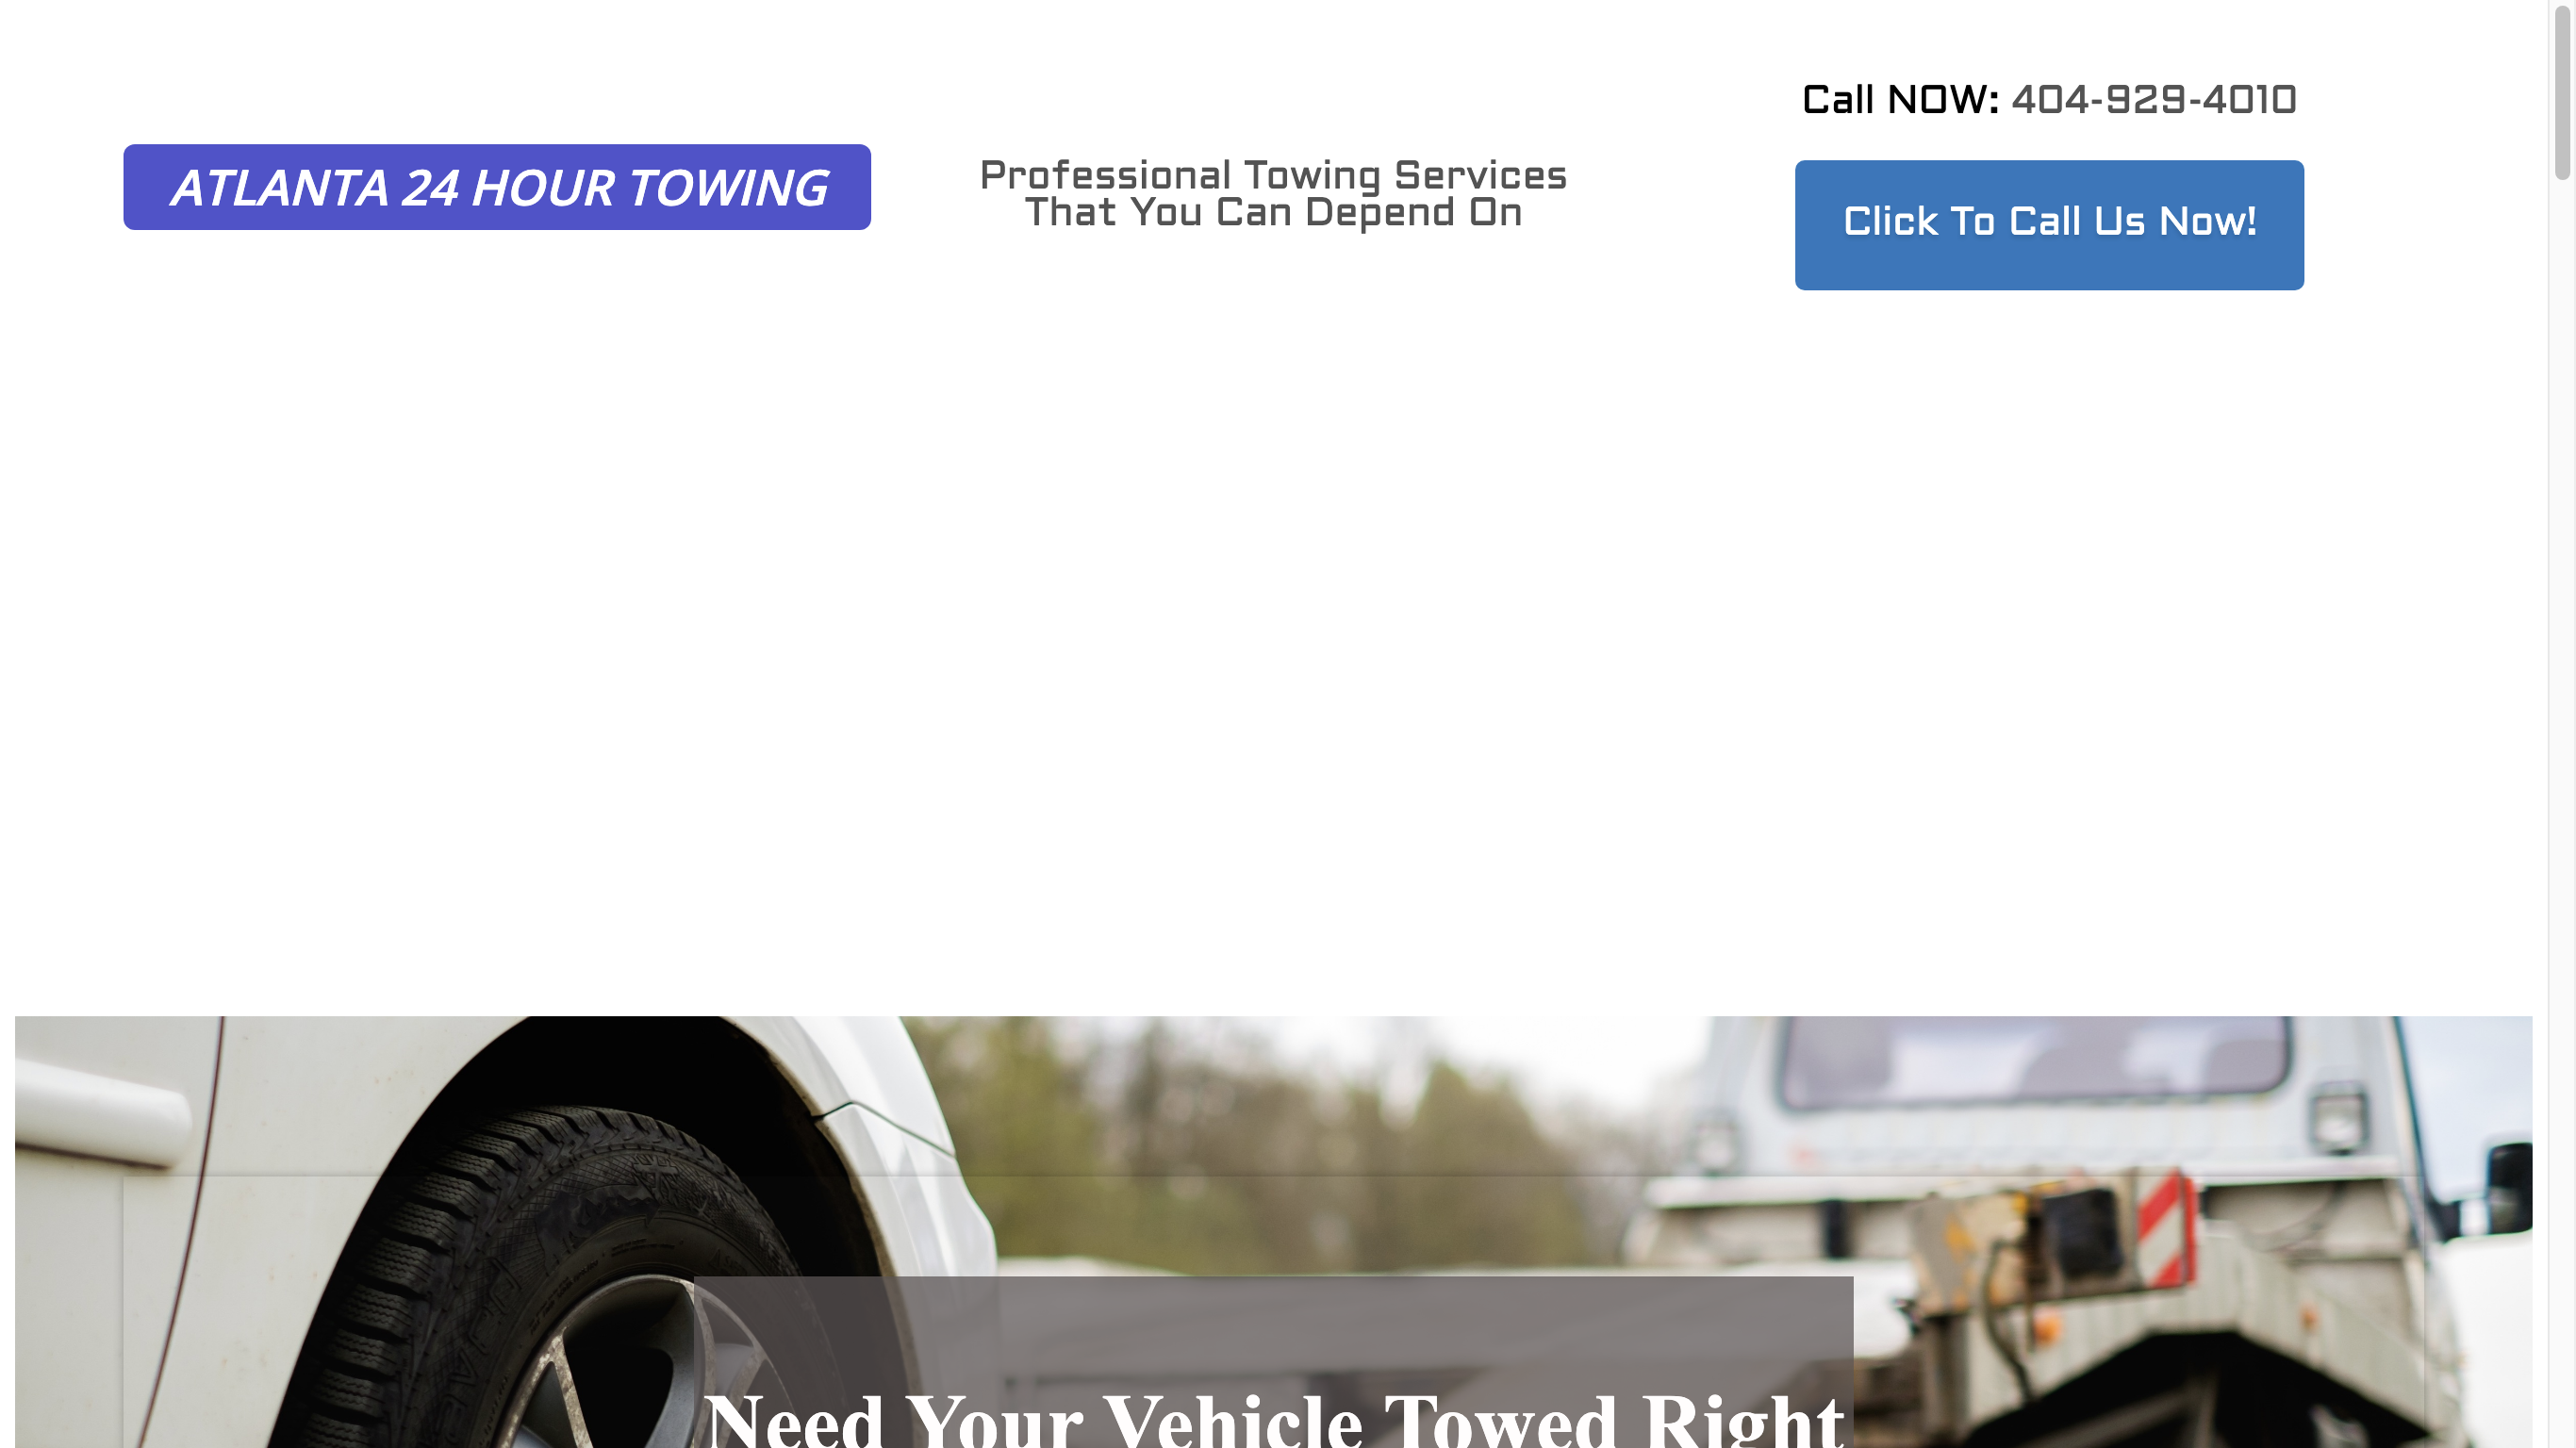 Call NOW: 404-929-4010
ATLANTA 24 HOUR TOWING
Professional Towing Services
That You Can Depend On
Click To Call Us Now!
Need Your Vehicle Towed Right